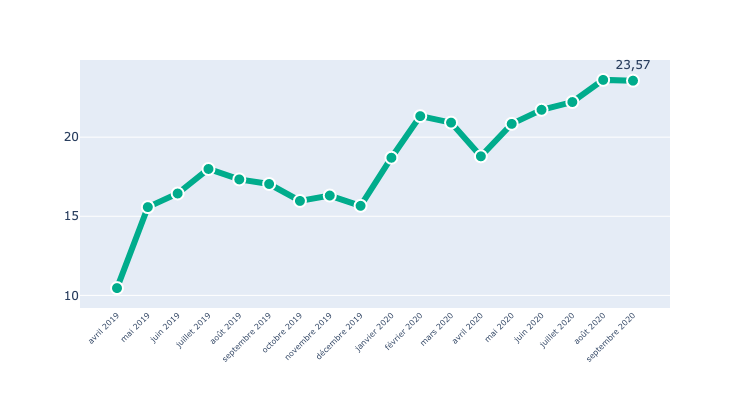 23,57
20
15
10
avril 2019
mai 2019
juin 2019
juillet 2019
août 2019
septembre 2019
octobre 2019
novembre 2019
décembre 2019
janvier 2020
février 2020
mars 2020
avril 2020
mai 2020
juin 2020
juillet 2020
août 2020
septembre 2020